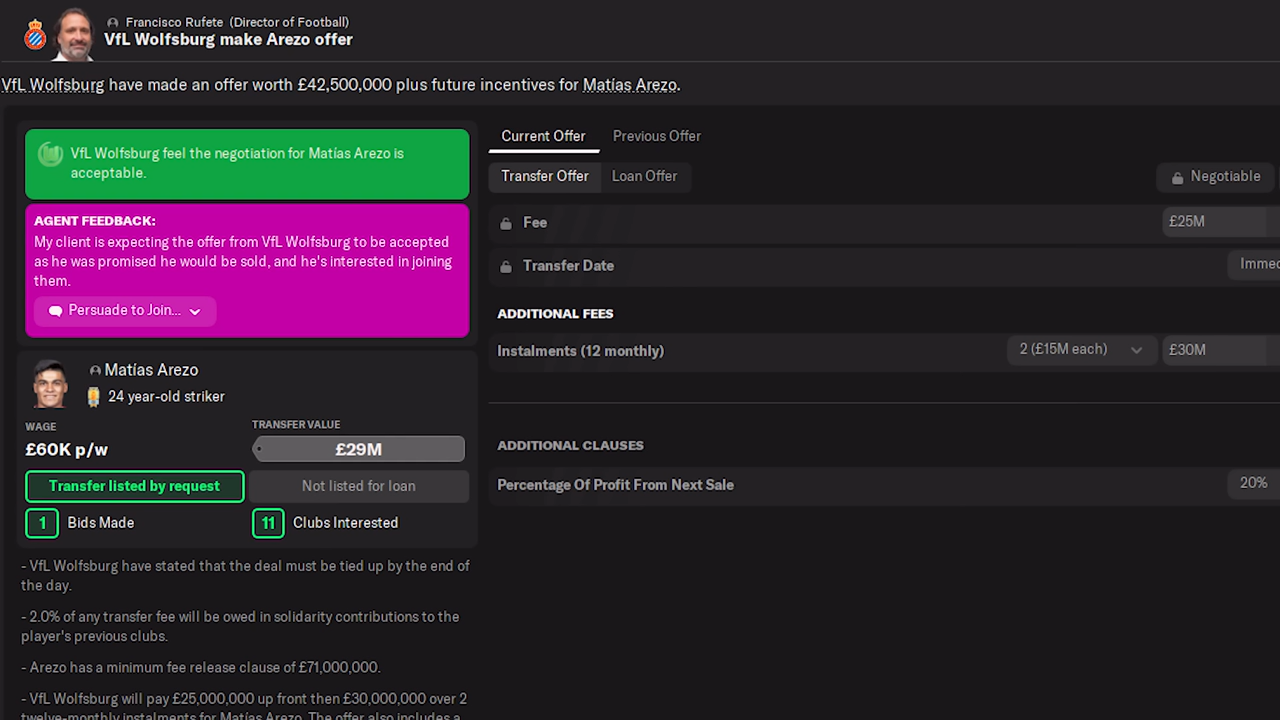 Francisco Rufete (Director of Football)
VfL Wolfsburg make Arezo offer
VfL Wolfsburg have made an offer worth £42,500,000 plus future incentives for Matías Arezo.
VfL Wolfsburg feel the negotiation for Matías Arezo is
acceptable.
AGENT FEEDBACK:
My client is expecting the offer from VfL Wolfsburg to be accepted
as he was promised he would be sold, and he's interested in joining
them.
Persuade to Join...
Matías Arezo
24 year-old striker
WAGE
£60K p/w
TRANSFER VALUE
£29M
Transfer listed by request
Not listed for loan
1 Bids Made
11 Clubs Interested
- VfL Wolfsburg have stated that the deal must be tied up by the end of
the day.
- 2.0% of any transfer fee will be owed in solidarity contributions to the
player's previous clubs.
- Arezo has a minimum fee release clause of £71,000,000.
- VfL Wolfsburg will pay £25,000,000 up front then £30,000,000 over 2
twelve-monthly instalments for Matías Arezo. The offer also includes a
Current Offer
Previous Offer
Transfer Offer
Loan Offer
Negotiable
Fee
£25M
Transfer Date
Immed
ADDITIONAL FEES
Instalments (12 monthly)
2 (£15M each)
£30M
ADDITIONAL CLAUSES
Percentage Of Profit From Next Sale
20%